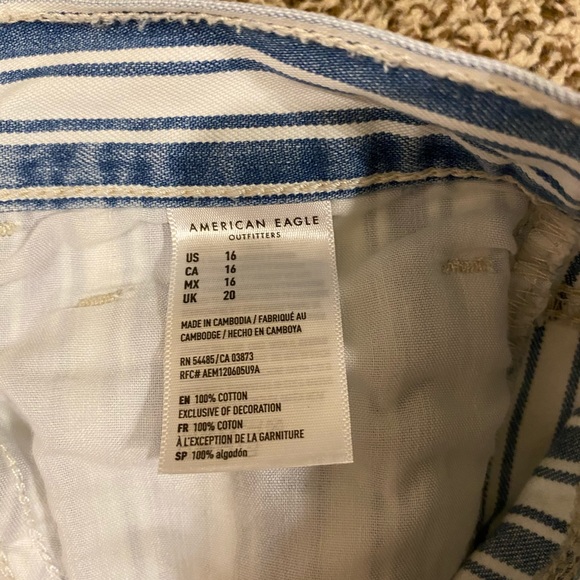 AMERICAN EAGLE
OUTFITTERS
US 16
CA 16
MX 16
UK 20
MADE IN CAMBODIA / FABRIQUÉ AU
CAMBODGE / HECHO EN CAMBOYA
RN 54485 / CA 03873
RFC# AEM120605U9A
EN 100% COTTON
EXCLUSIVE OF DECORATION
FR 100% COTON
À L'EXCEPTION DE LA GARNITURE
SP 100% algodón